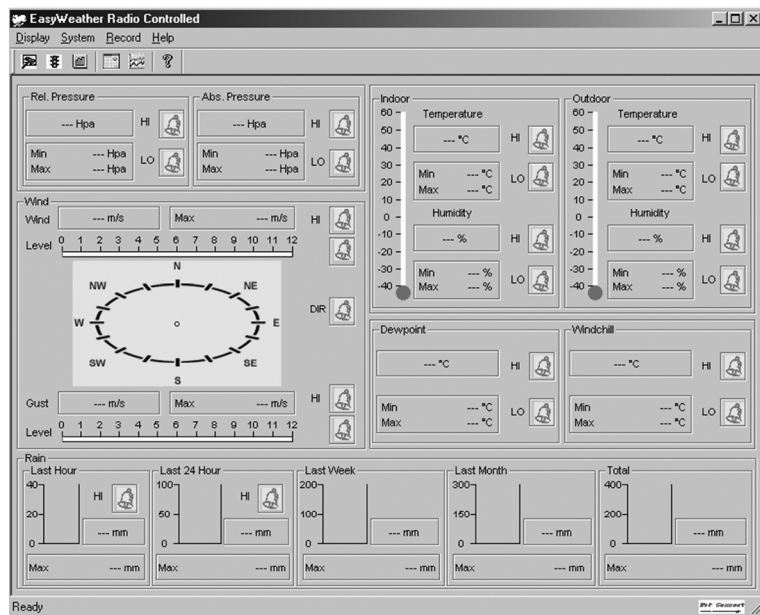 EasyWeather Radio Controlled
Display System Record Help
Rel. Pressure
--- Hpa
HI
Min --- Hpa
Max --- Hpa
LO
Abs. Pressure
--- Hpa
HI
Min --- Hpa
Max --- Hpa
LO
Wind
Wind --- m/s Max --- m/s HI
Level 0 1 2 3 4 5 6 7 8 9 10 11 12
N
NW NE
W E
SW SE
S
DIR
Gust --- m/s Max --- m/s HI
Level 0 1 2 3 4 5 6 7 8 9 10 11 12
Indoor
60
50
40
30
20
10
0
-10
-20
-30
-40
Temperature
--- °C HI
Min --- °C
Max --- °C
LO
Humidity
--- % HI
Min --- %
Max --- %
LO
Outdoor
60
50
40
30
20
10
0
-10
-20
-30
-40
Temperature
--- °C HI
Min --- °C
Max --- °C
LO
Humidity
--- % HI
Min --- %
Max --- %
LO
Dewpoint
--- °C HI
Min --- °C
Max --- °C
LO
Windchill
--- °C HI
Min --- °C
Max --- °C
LO
Rain
Last Hour
40
20
0
HI
--- mm
Max --- mm
Last 24 Hour
100
50
0
HI
--- mm
Max --- mm
Last Week
200
100
0
--- mm
Max --- mm
Last Month
300
150
0
--- mm
Max --- mm
Total
400
200
0
--- mm
Max --- mm
Ready